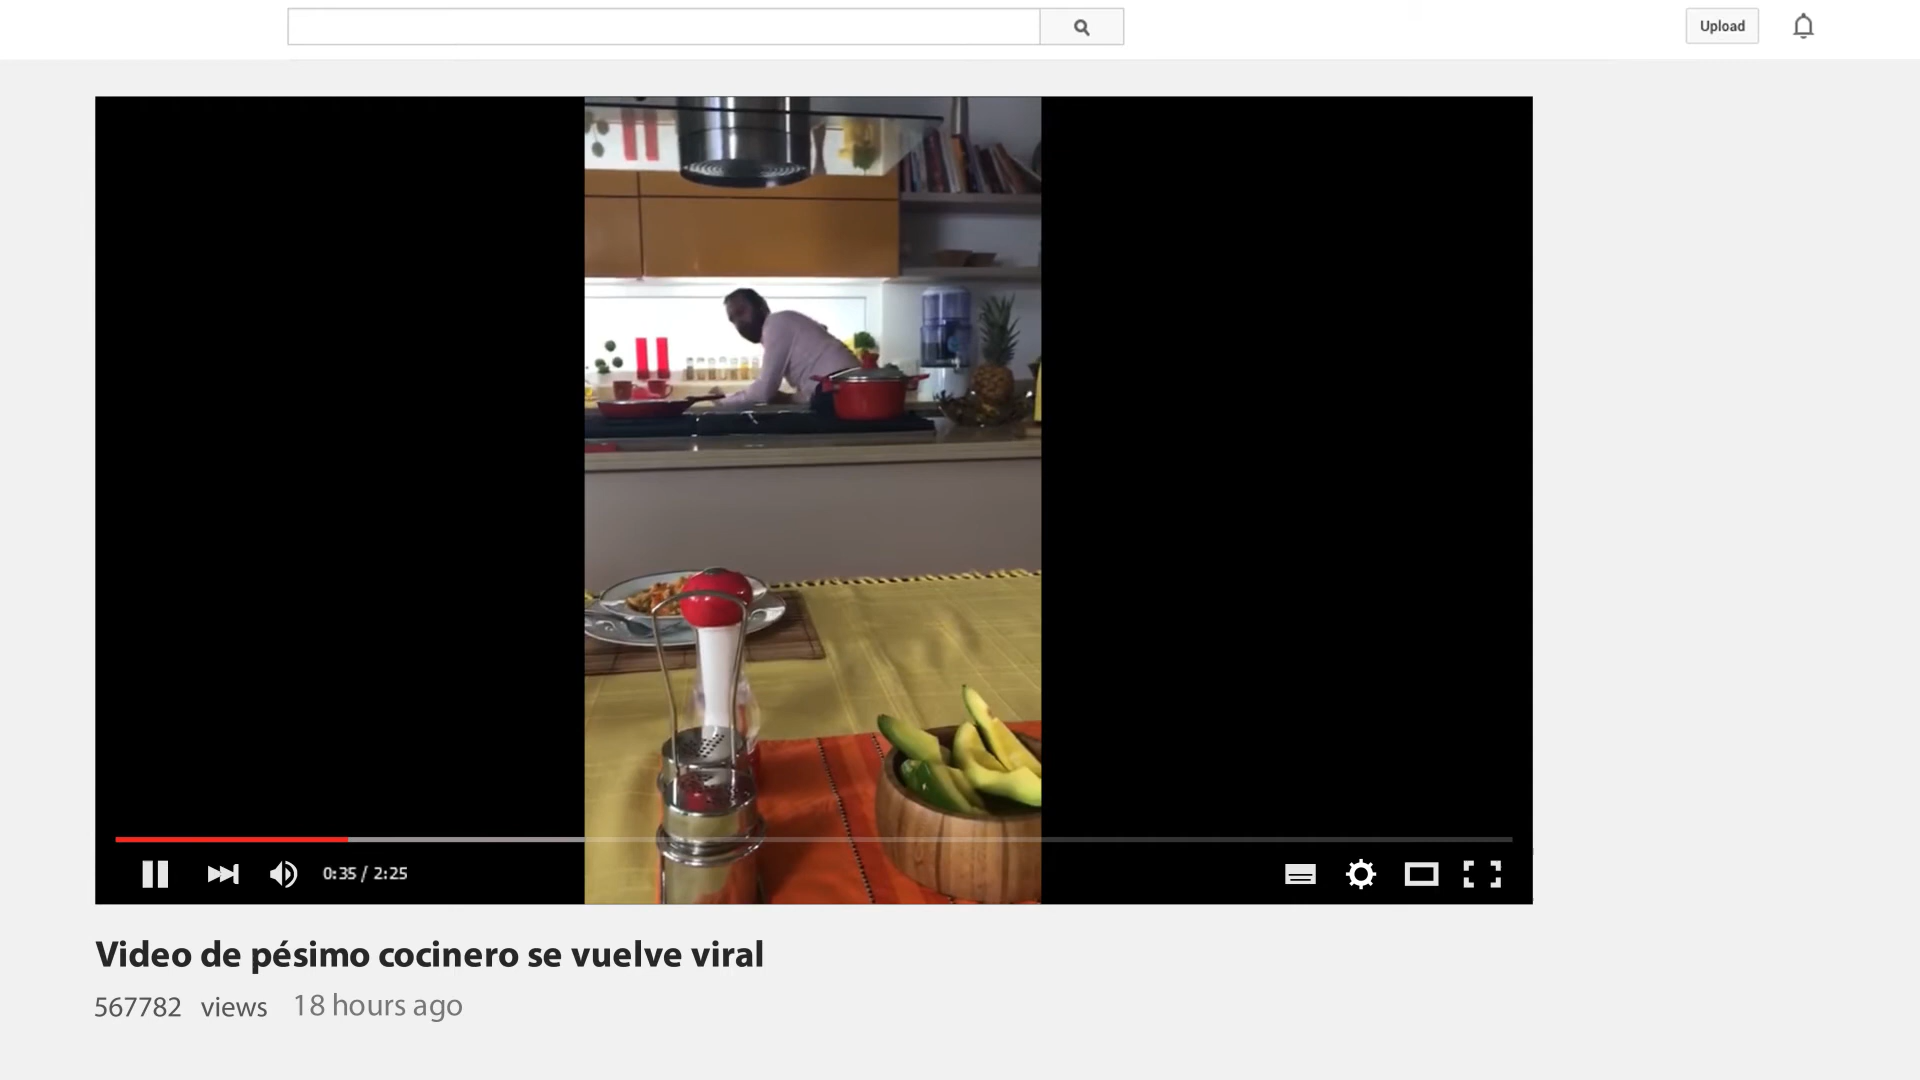 Upload
0:35 / 2:25
Video de pésimo cocinero se vuelve viral
567782 views 18 hours ago